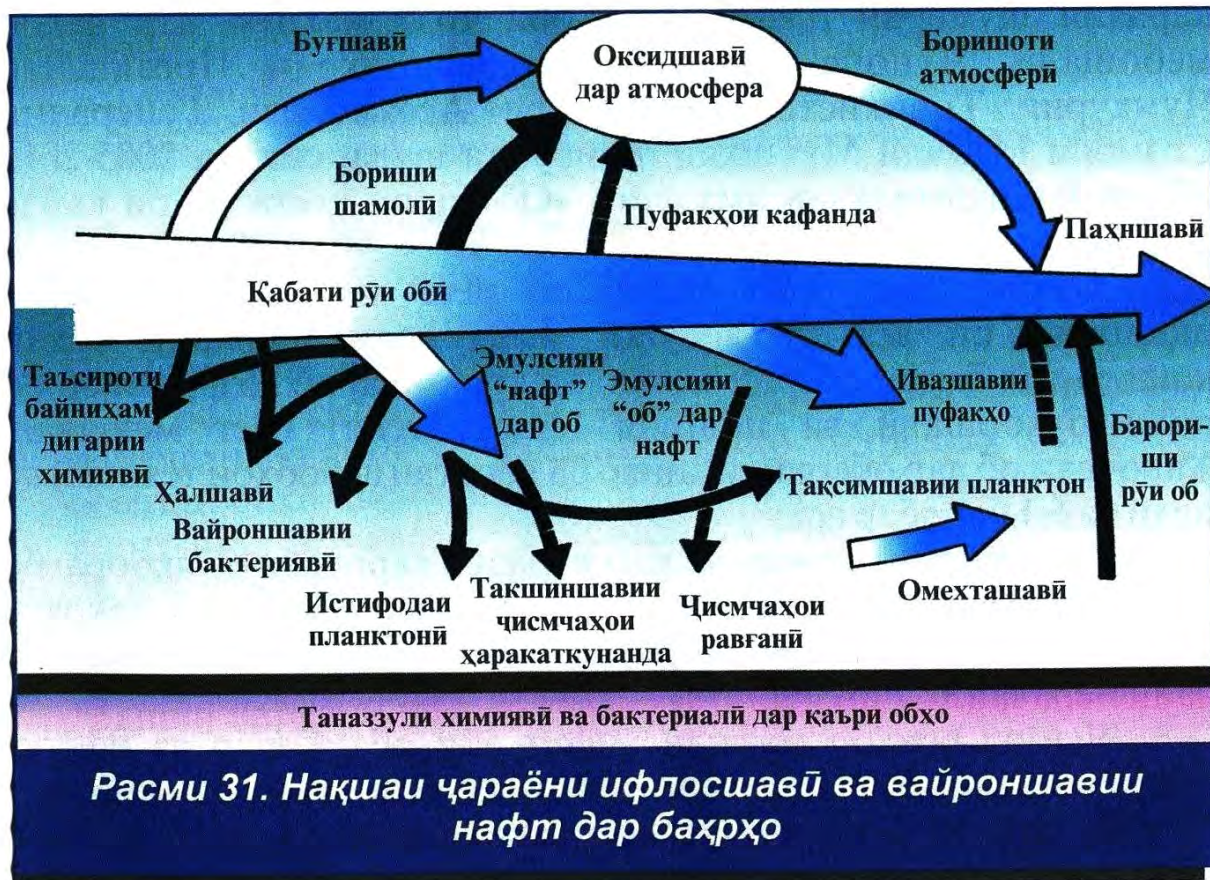 Буғшавӣ
Оксидшавӣ
дар атмосфера
Боришоти
атмосферӣ
Бориши
шамолӣ
Пуфакҳои кафанда
Паҳншавӣ
Қабати рӯи обӣ
Таъсироти
байниҳам-
дигарии
химиявӣ
Эмулсияи
“нафт”
дар об
Эмулсияи
“об” дар
нафт
Ивазшавии
пуфакҳо
Барори-
ши
рӯи об
Ҳалшавӣ
Вайроншавии
бактериявӣ
Тақсимшавии планктон
Истифодаи
планктонӣ
Такшиншавии
ҷисмчаҳои
ҳаракаткунанда
Ҷисмчаҳои
равғанӣ
Омехташавӣ
Таназзули химиявӣ ва бактериалӣ дар қаъри обҳо
Расми 31. Нақшаи ҷараёни ифлосшавӣ ва вайроншавии
нафт дар баҳрҳо